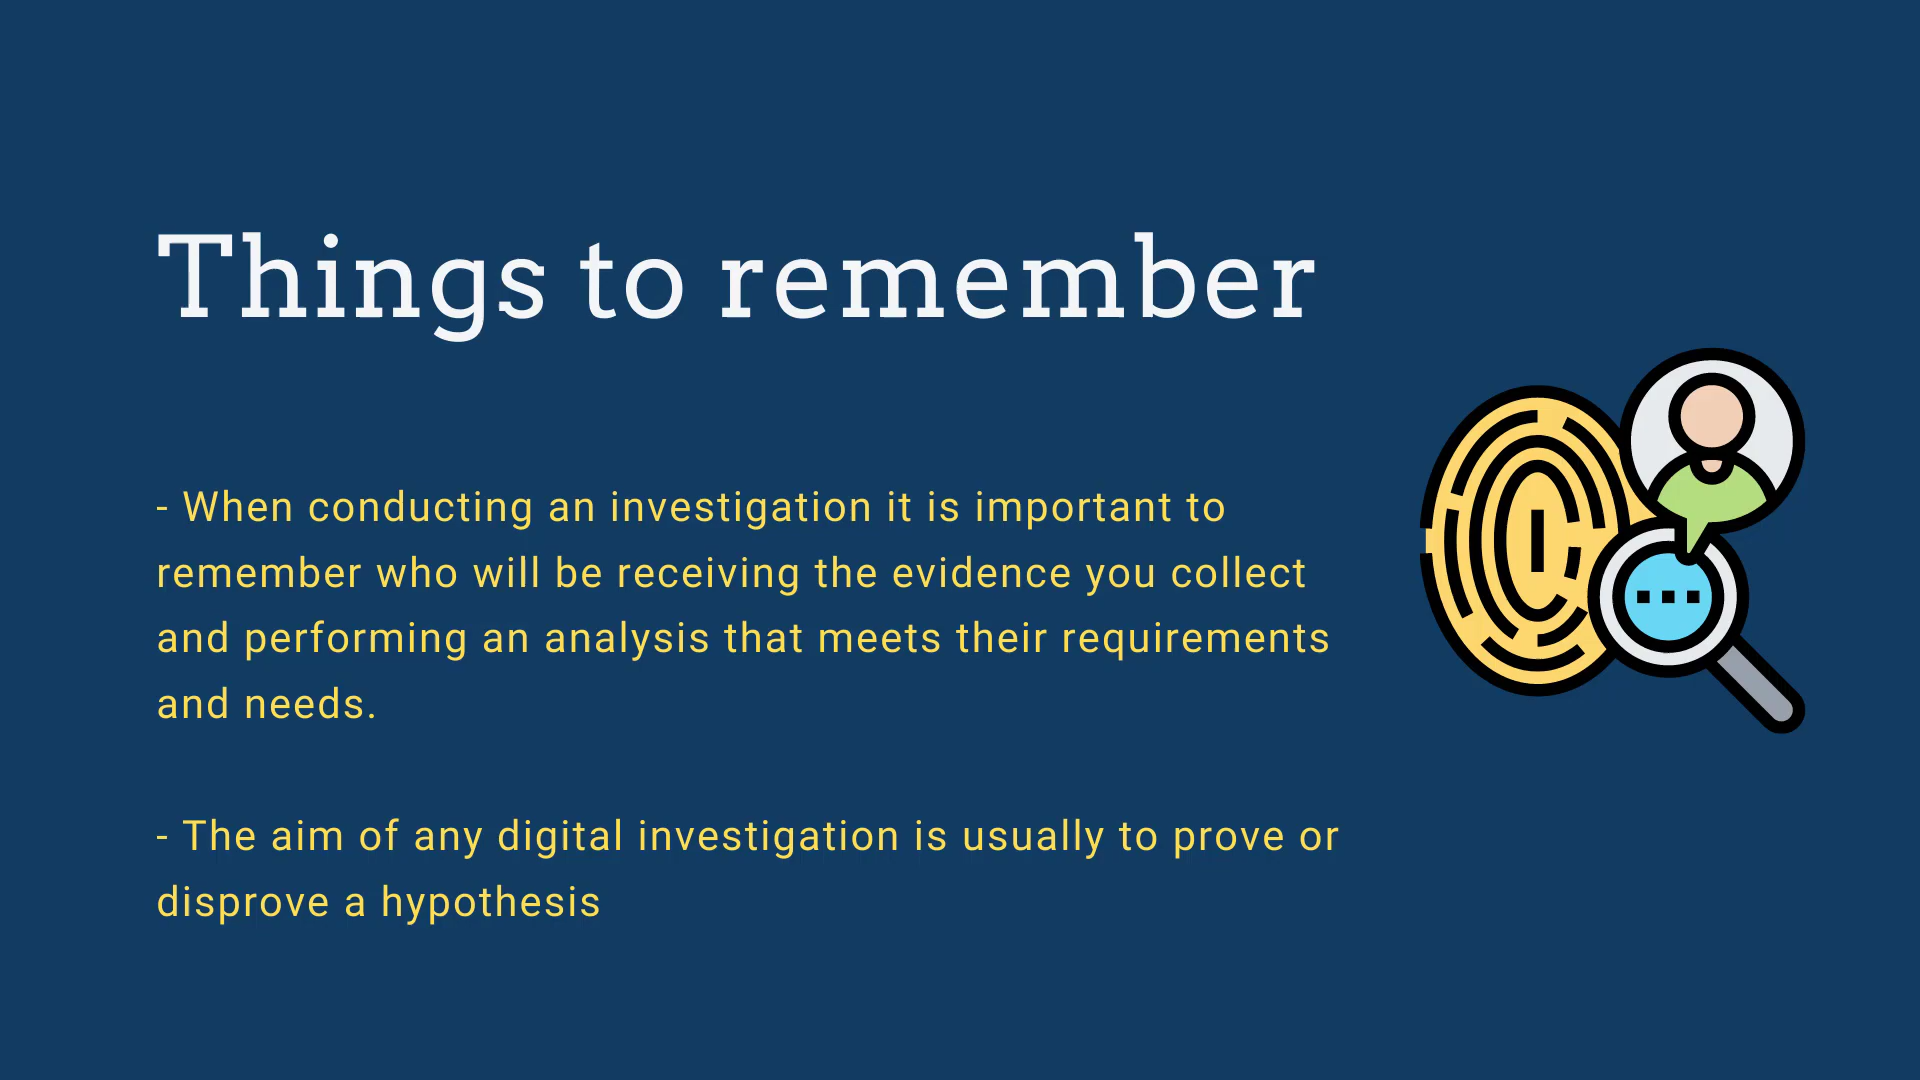 Things to remember
- When conducting an investigation it is important to
remember who will be receiving the evidence you collect
and performing an analysis that meets their requirements
and needs.
- The aim of any digital investigation is usually to prove or
disprove a hypothesis